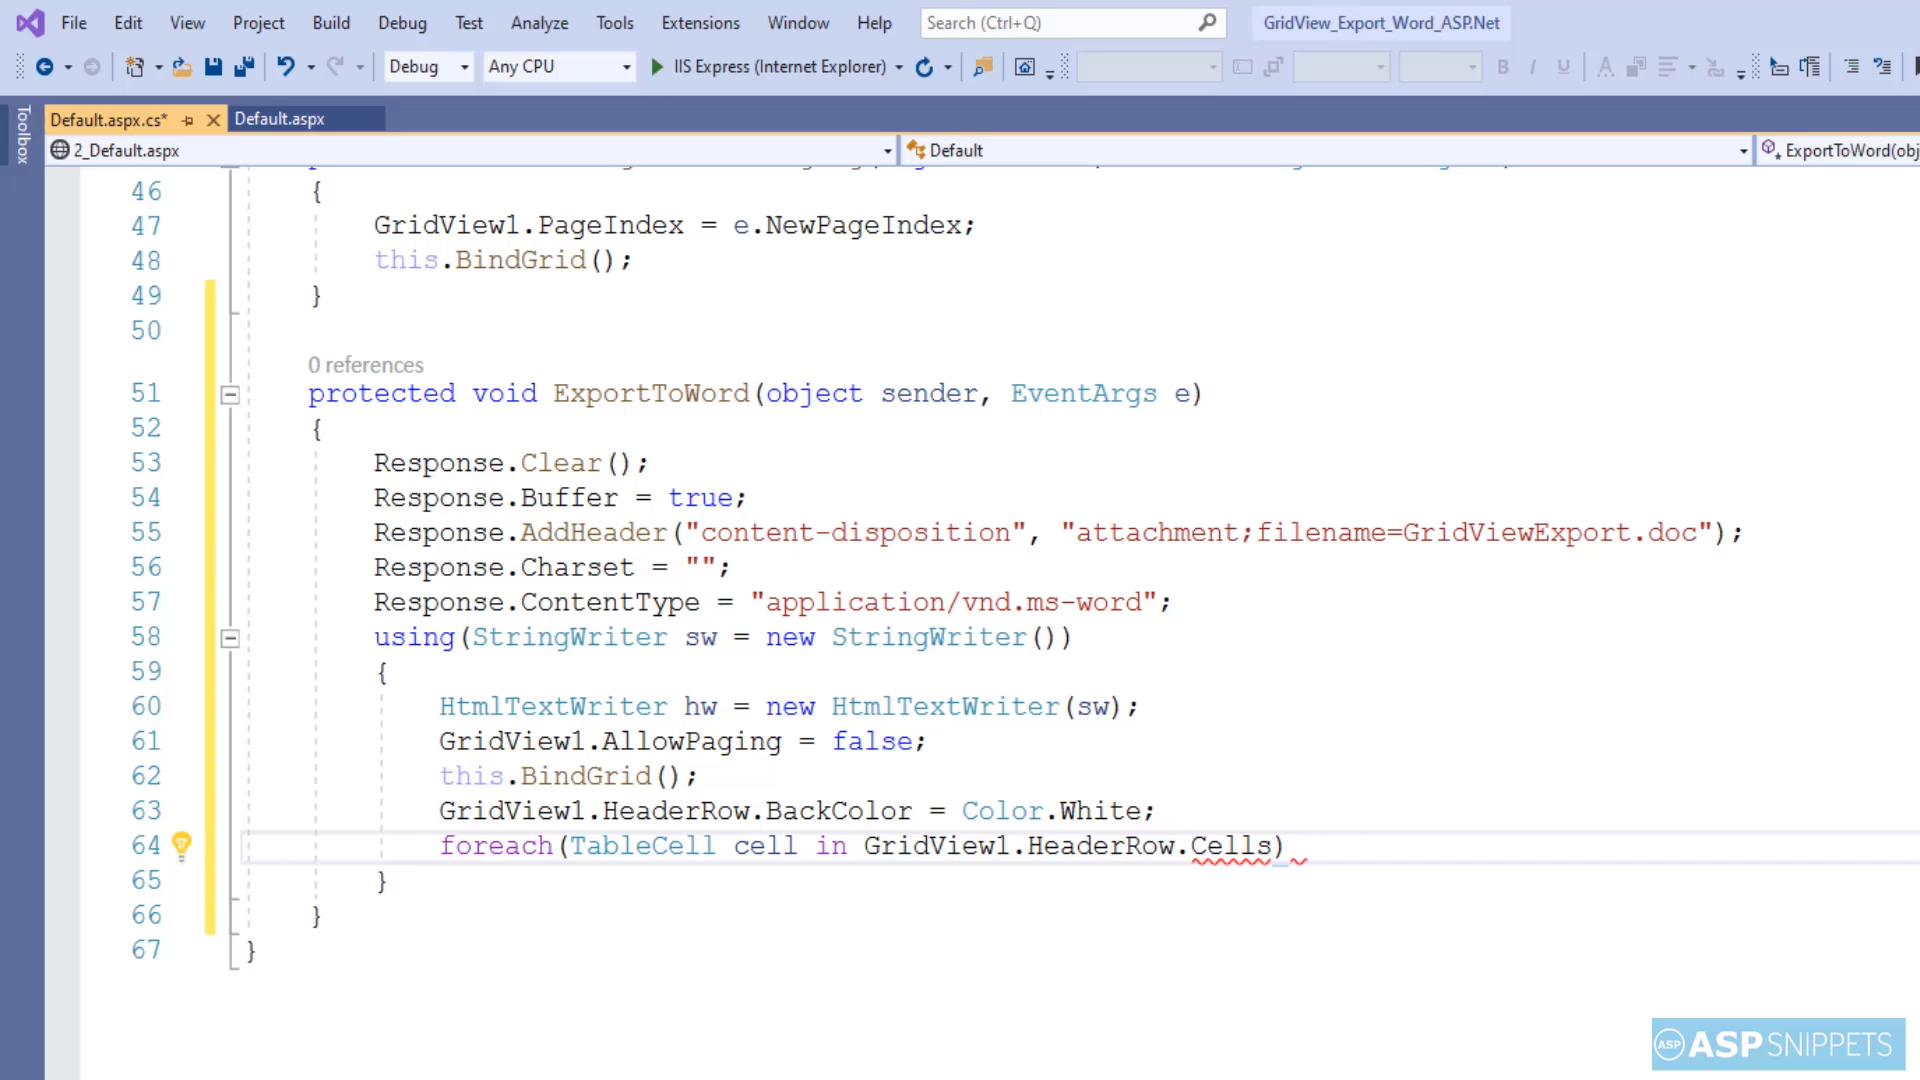 File Edit View Project Build Debug Test Analyze Tools Extensions Window Help Search (Ctrl+Q) GridView_Export_Word_ASP.Net
Debug Any CPU IIS Express (Internet Explorer) B I U A
Toolbox
Default.aspx.cs* Default.aspx
2_Default.aspx Default ExportToWord(obj
46 {
47 GridView1.PageIndex = e.NewPageIndex;
48 this.BindGrid();
49 }
50
0 references
51 protected void ExportToWord(object sender, EventArgs e)
52 {
53 Response.Clear();
54 Response.Buffer = true;
55 Response.AddHeader("content-disposition", "attachment;filename=GridViewExport.doc");
56 Response.Charset = "";
57 Response.ContentType = "application/vnd.ms-word";
58 using(StringWriter sw = new StringWriter())
59 {
60 HtmlTextWriter hw = new HtmlTextWriter(sw);
61 GridView1.AllowPaging = false;
62 this.BindGrid();
63 GridView1.HeaderRow.BackColor = Color.White;
64 foreach(TableCell cell in GridView1.HeaderRow.Cells)
65 }
66 }
67 }
ASP ASPSNIPPETS